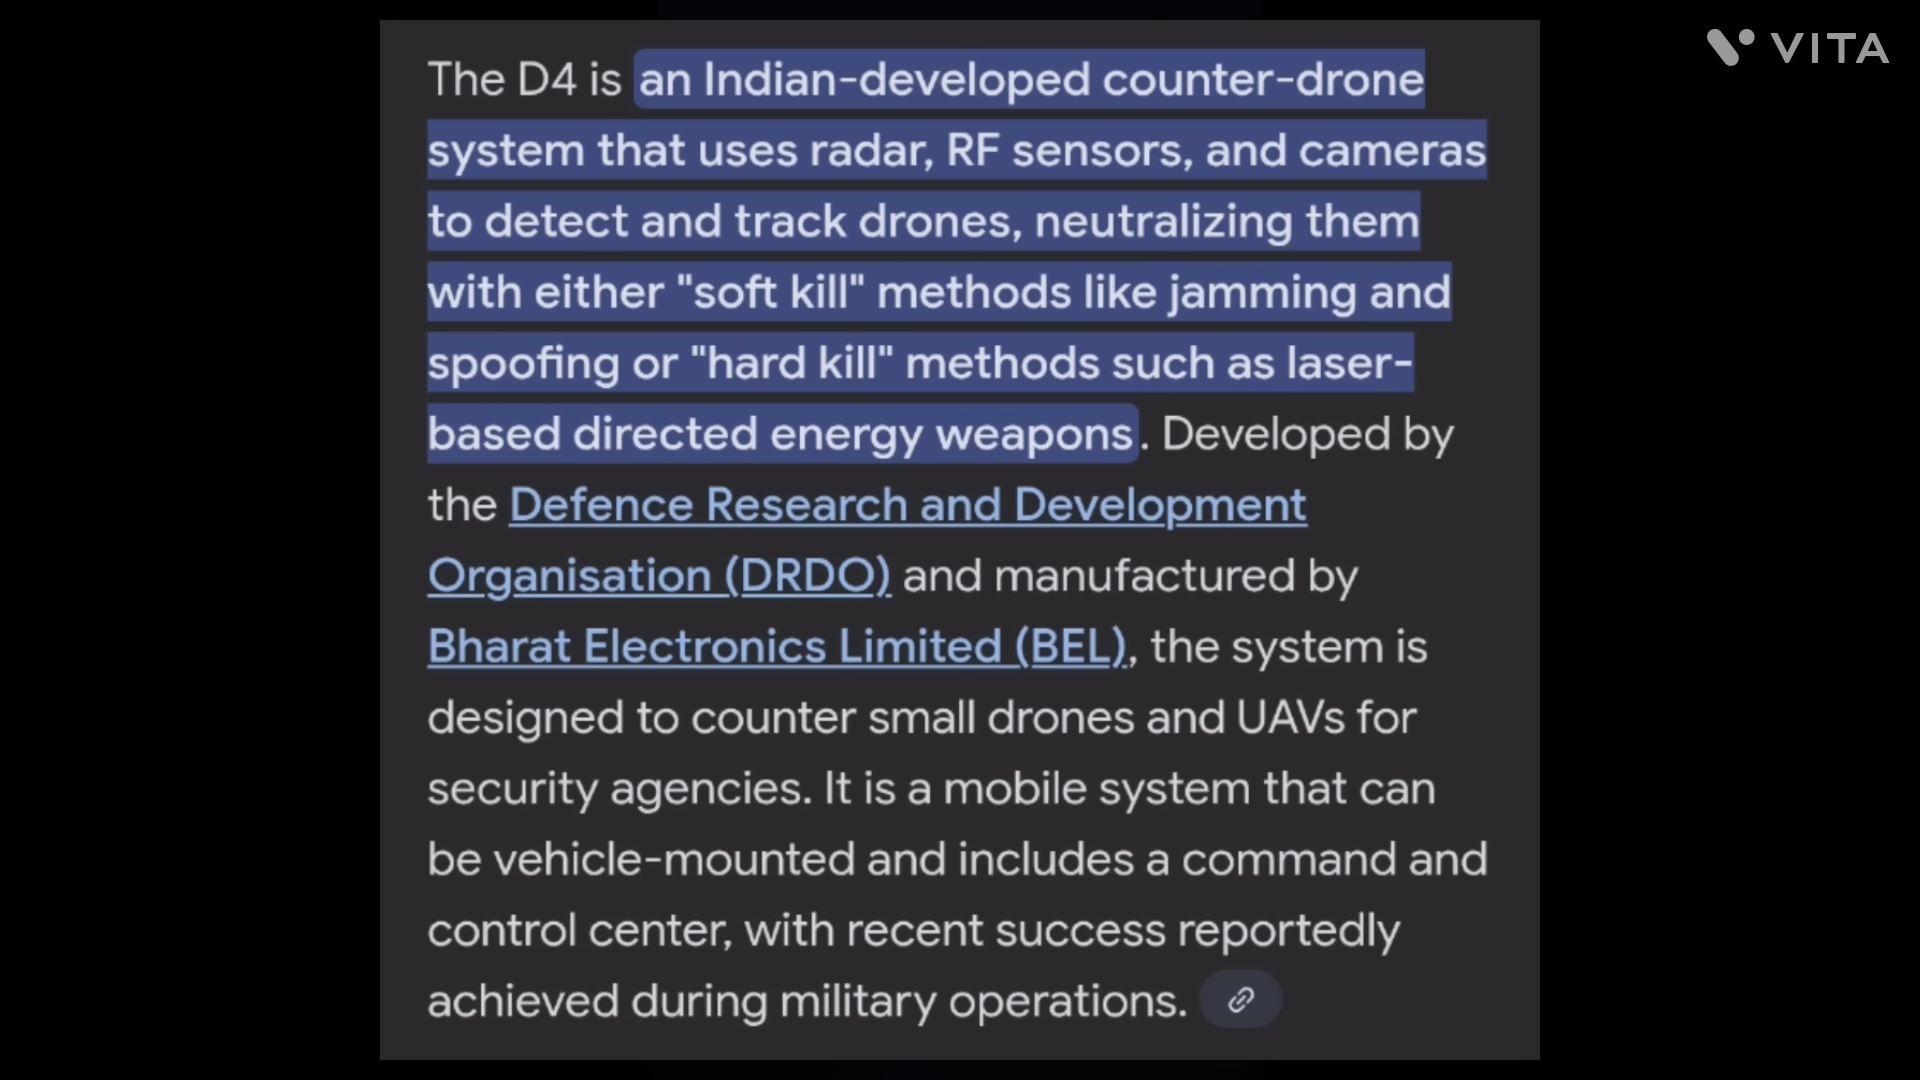 VITA
The D4 is an Indian-developed counter-drone
system that uses radar, RF sensors, and cameras
to detect and track drones, neutralizing them
with either "soft kill" methods like jamming and
spoofing or "hard kill" methods such as laser-
based directed energy weapons. Developed by
the Defence Research and Development
Organisation (DRDO) and manufactured by
Bharat Electronics Limited (BEL), the system is
designed to counter small drones and UAVs for
security agencies. It is a mobile system that can
be vehicle-mounted and includes a command and
control center, with recent success reportedly
achieved during military operations.